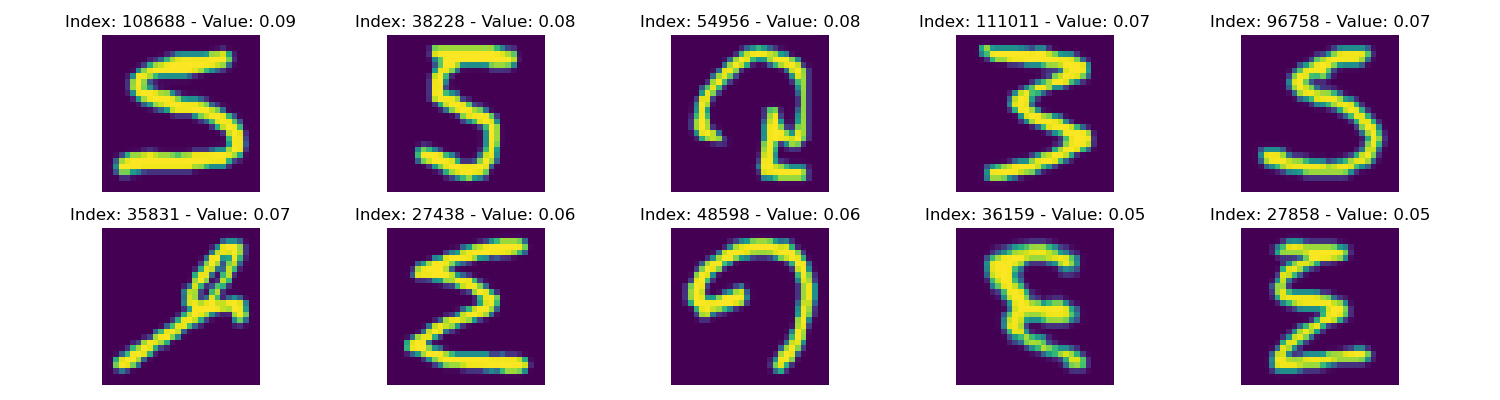 Index: 108688 - Value: 0.09 Index: 38228 - Value: 0.08 Index: 54956 - Value: 0.08 Index: 111011 - Value: 0.07 Index: 96758 - Value: 0.07
Index: 35831 - Value: 0.07 Index: 27438 - Value: 0.06 Index: 48598 - Value: 0.06 Index: 36159 - Value: 0.05 Index: 27858 - Value: 0.05